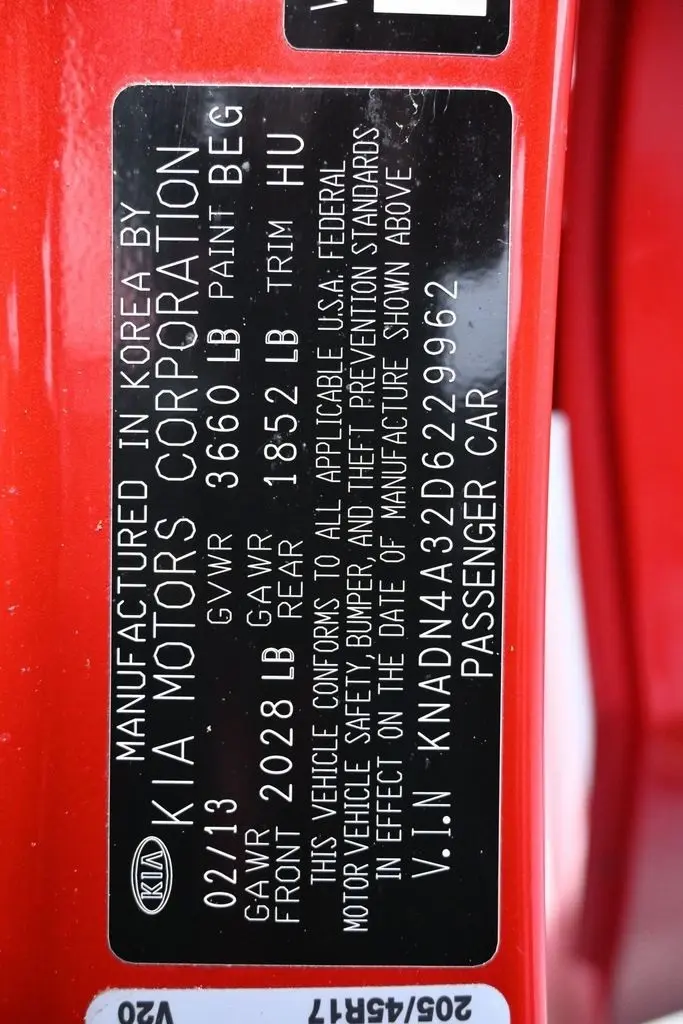 MANUFACTURED IN KOREA BY
KIA KIA MOTORS CORPORATION
02/13 GVWR 3660 LB PAINT BEG
GAWR FRONT 2028 LB GAWR REAR 1852 LB TRIM HU
THIS VEHICLE CONFORMS TO ALL APPLICABLE U.S.A. FEDERAL
MOTOR VEHICLE SAFETY, BUMPER, AND THEFT PREVENTION STANDARDS
IN EFFECT ON THE DATE OF MANUFACTURE SHOWN ABOVE
V.I.N KNADN4A32D6229962
PASSENGER CAR
205/45R17 V20